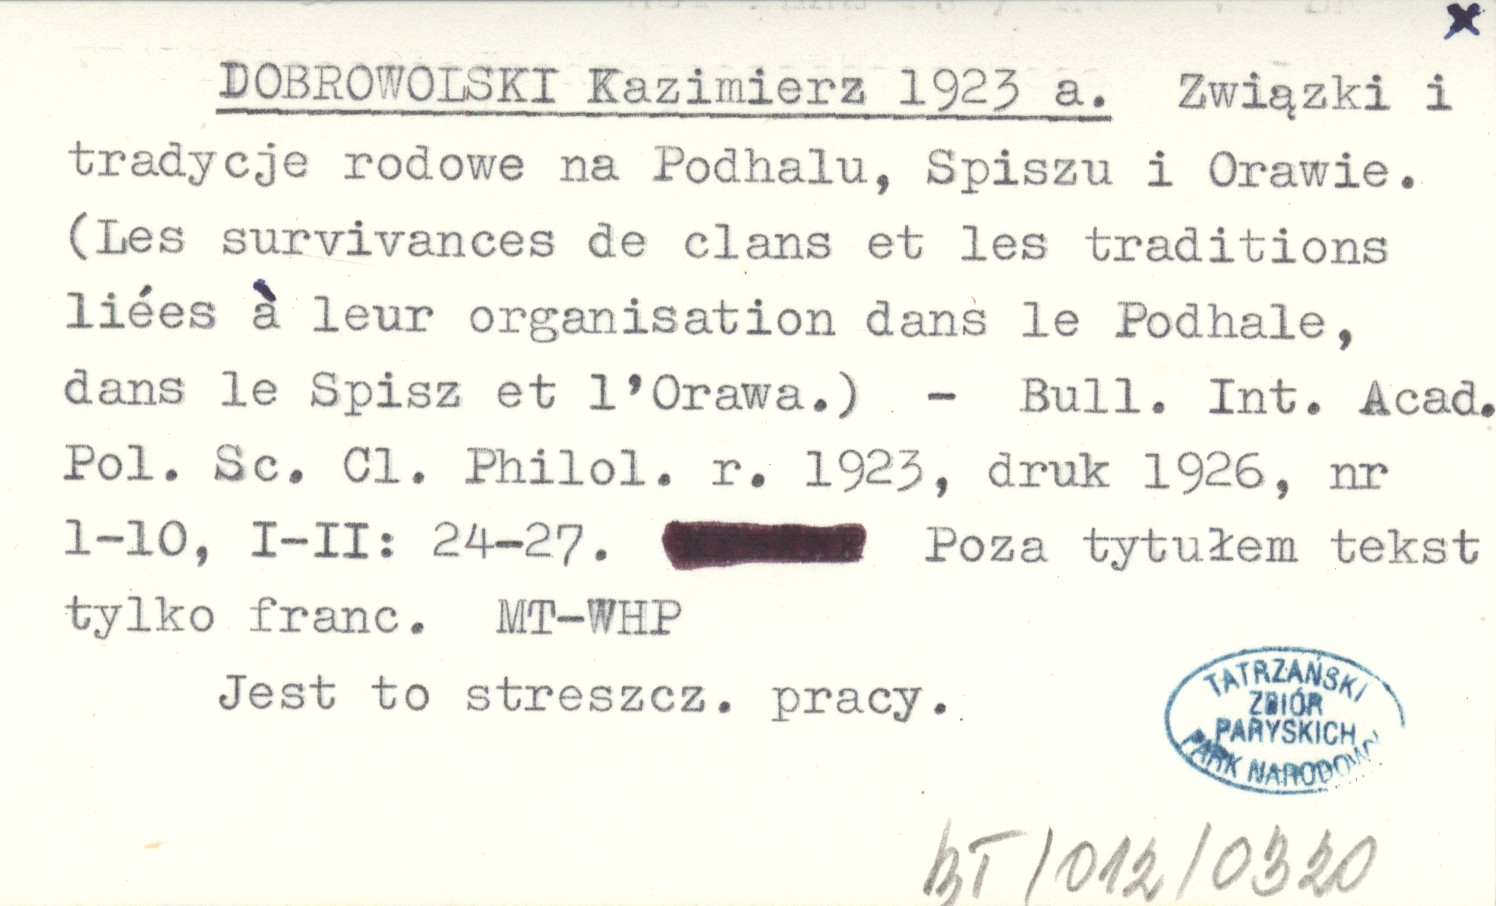 x
DOBROWOLSKI Kazimierz 1923 a. Związki i
tradycje rodowe na Podhalu, Spiszu i Orawie.
(Les survivances de clans et les traditions
liées à leur organisation dans le Podhale,
dans le Spisz et l'Orawa.) - Bull. Int. Acad.
Pol. Sc. Cl. Philol. r. 1923, druk 1926, nr
1-10, I-II: 24-27. Poza tytułem tekst
tylko franc. MT-WHP
Jest to streszcz. pracy.
TATRZAŃSKI
ZBIÓR
PARYSKICH
PARK NARODOWY
BT/012/0320